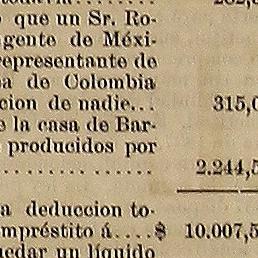 que un Sr. Ro-
gente de Méxi-
representante de
de Colombia
cion de nadie... 315,0
e la casa de Bar-
producidos por
2.244,5
a deduccion to-
mpréstito á....$ 10.007,5
uedar un líquido